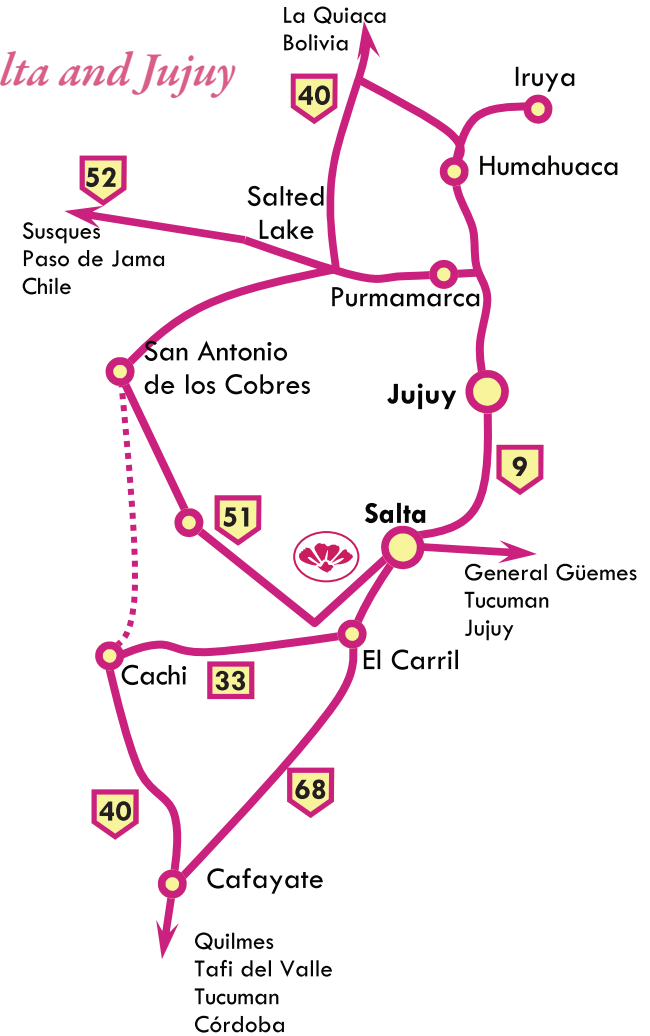 La Quiaca
Bolivia
lta and Jujuy
Iruya
40
Humahuaca
52
Salted
Lake
Susques
Paso de Jama
Chile
Purmamarca
San Antonio
de los Cobres
Jujuy
9
51
Salta
General Güemes
Tucuman
Jujuy
El Carril
Cachi
33
68
40
Cafayate
Quilmes
Tafi del Valle
Tucuman
Córdoba